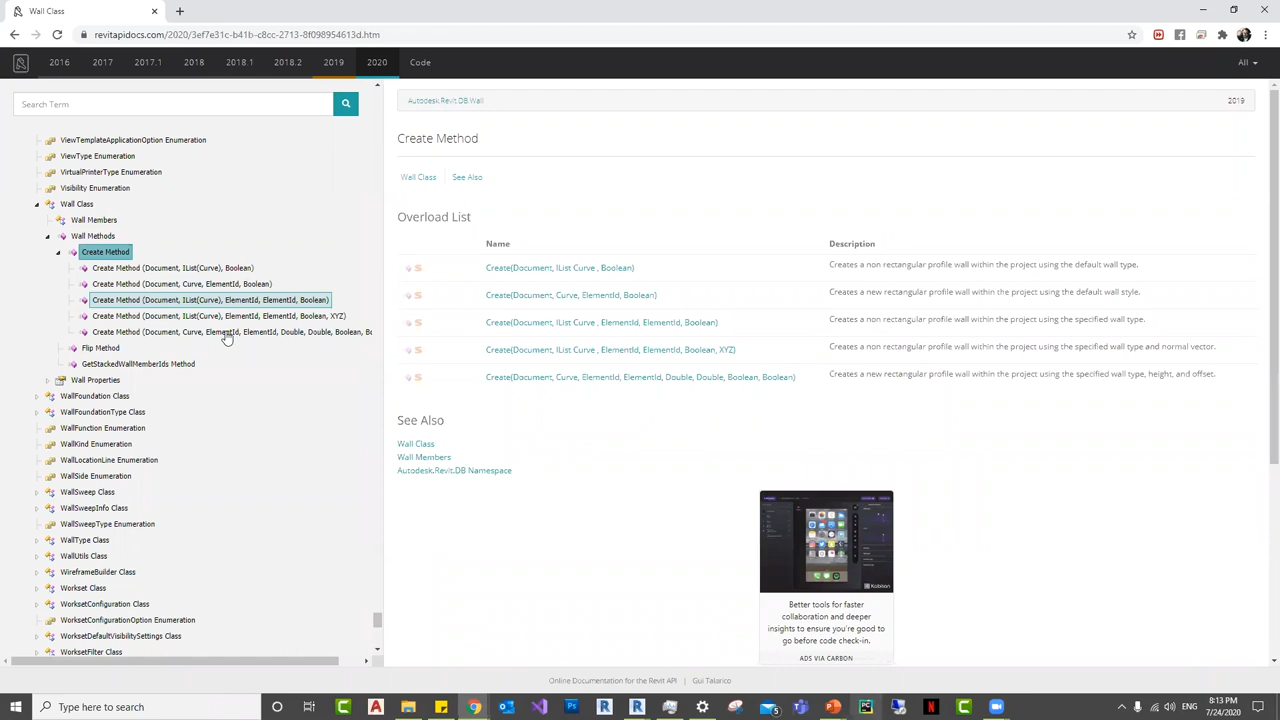 Wall Class
revitapidocs.com/2020/3ef7e31c-b41b-c8cc-2713-8f098954613d.htm
2016 2017 2017.1 2018 2018.1 2018.2 2019 2020 Code All
Search Term
ViewTemplateApplicationOption Enumeration
ViewType Enumeration
VirtualPrinterType Enumeration
Visibility Enumeration
Wall Class
Wall Members
Wall Methods
Create Method
Create Method (Document, IList(Curve), Boolean)
Create Method (Document, Curve, ElementId, Boolean)
Create Method (Document, IList(Curve), ElementId, ElementId, Boolean)
Create Method (Document, IList(Curve), ElementId, ElementId, Boolean, XYZ)
Create Method (Document, Curve, ElementId, ElementId, Double, Double, Boolean, Bo
Flip Method
GetStackedWallMemberIds Method
Wall Properties
WallFoundation Class
WallFoundationType Class
WallFunction Enumeration
WallKind Enumeration
WallLocationLine Enumeration
WallSide Enumeration
WallSweep Class
WallSweepInfo Class
WallSweepType Enumeration
WallType Class
WallUtils Class
WireframeBuilder Class
Workset Class
WorksetConfiguration Class
WorksetConfigurationOption Enumeration
WorksetDefaultVisibilitySettings Class
WorksetFilter Class
Autodesk.Revit.DB.Wall 2019
Create Method
Wall Class See Also
Overload List
Name Description
Create(Document, IList Curve , Boolean) Creates a non rectangular profile wall within the project using the default wall type.
Create(Document, Curve, ElementId, Boolean) Creates a new rectangular profile wall within the project using the default wall style.
Create(Document, IList Curve , ElementId, ElementId, Boolean) Creates a non rectangular profile wall within the project using the specified wall type.
Create(Document, IList Curve , ElementId, ElementId, Boolean, XYZ) Creates a non rectangular profile wall within the project using the specified wall type and normal vector.
Create(Document, Curve, ElementId, ElementId, Double, Double, Boolean, Boolean) Creates a new rectangular profile wall within the project using the specified wall type, height, and offset.
See Also
Wall Class
Wall Members
Autodesk.Revit.DB Namespace
Kobiton
Better tools for faster
collaboration and deeper
insights to ensure you're good to
go before code check-in.
ADS VIA CARBON
Online Documentation for the Revit API | Gui Talarico
Type here to search
8:13 PM
7/24/2020